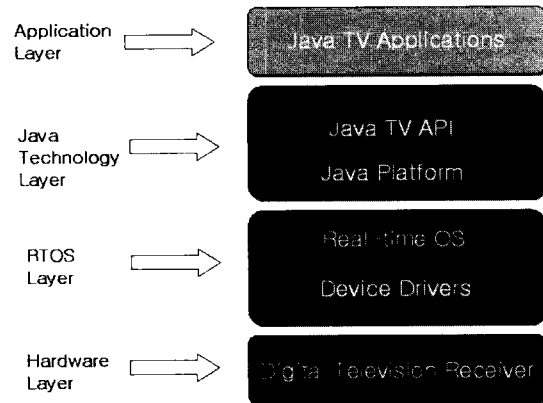 Application
Layer
Java TV Applications
Java
Technology
Layer
Java TV API
Java Platform
RTOS
Layer
Real-time OS
Device Drivers
Hardware
Layer
Digital Television Receiver